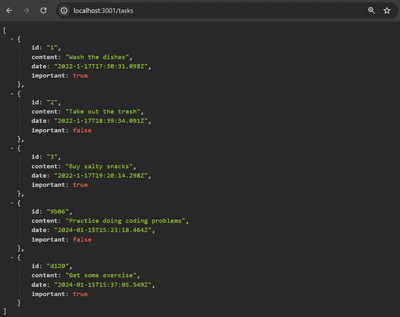 localhost:3001/tasks
[
- {
id: "1",
content: "Wash the dishes",
date: "2022-1-17T17:30:31.098Z",
important: true
},
- {
id: "2",
content: "Take out the trash",
date: "2022-1-17T18:39:34.091Z",
important: false
},
- {
id: "3",
content: "Buy salty snacks",
date: "2022-1-17T19:20:14.298Z",
important: true
},
- {
id: "9b06",
content: "Practice doing coding problems",
date: "2024-01-15T15:23:18.464Z",
important: false
},
- {
id: "d120",
content: "Get some exercise",
date: "2024-01-15T15:37:05.549Z",
important: true
}
]